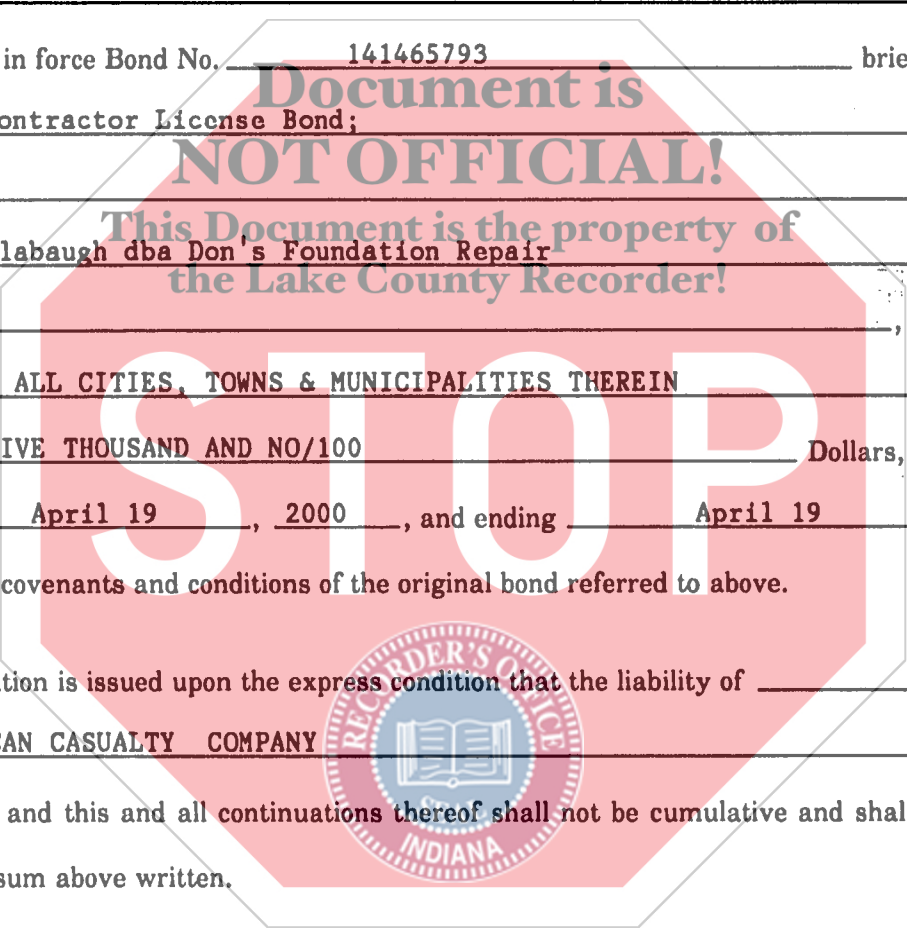 in force Bond No. 141465793 brie
ontractor License Bond;
Document is
NOT OFFICIAL!
This Document is the property of
the Lake County Recorder!
labaugh dba Don's Foundation Repair
,
ALL CITIES, TOWNS & MUNICIPALITIES THEREIN
IVE THOUSAND AND NO/100 Dollars,
STOP
April 19, 2000, and ending April 19
covenants and conditions of the original bond referred to above.
tion is issued upon the express condition that the liability of
CAN CASUALTY COMPANY
RECORDER'S OFFICE
SEAL
INDIANA
and this and all continuations thereof shall not be cumulative and shal
sum above written.